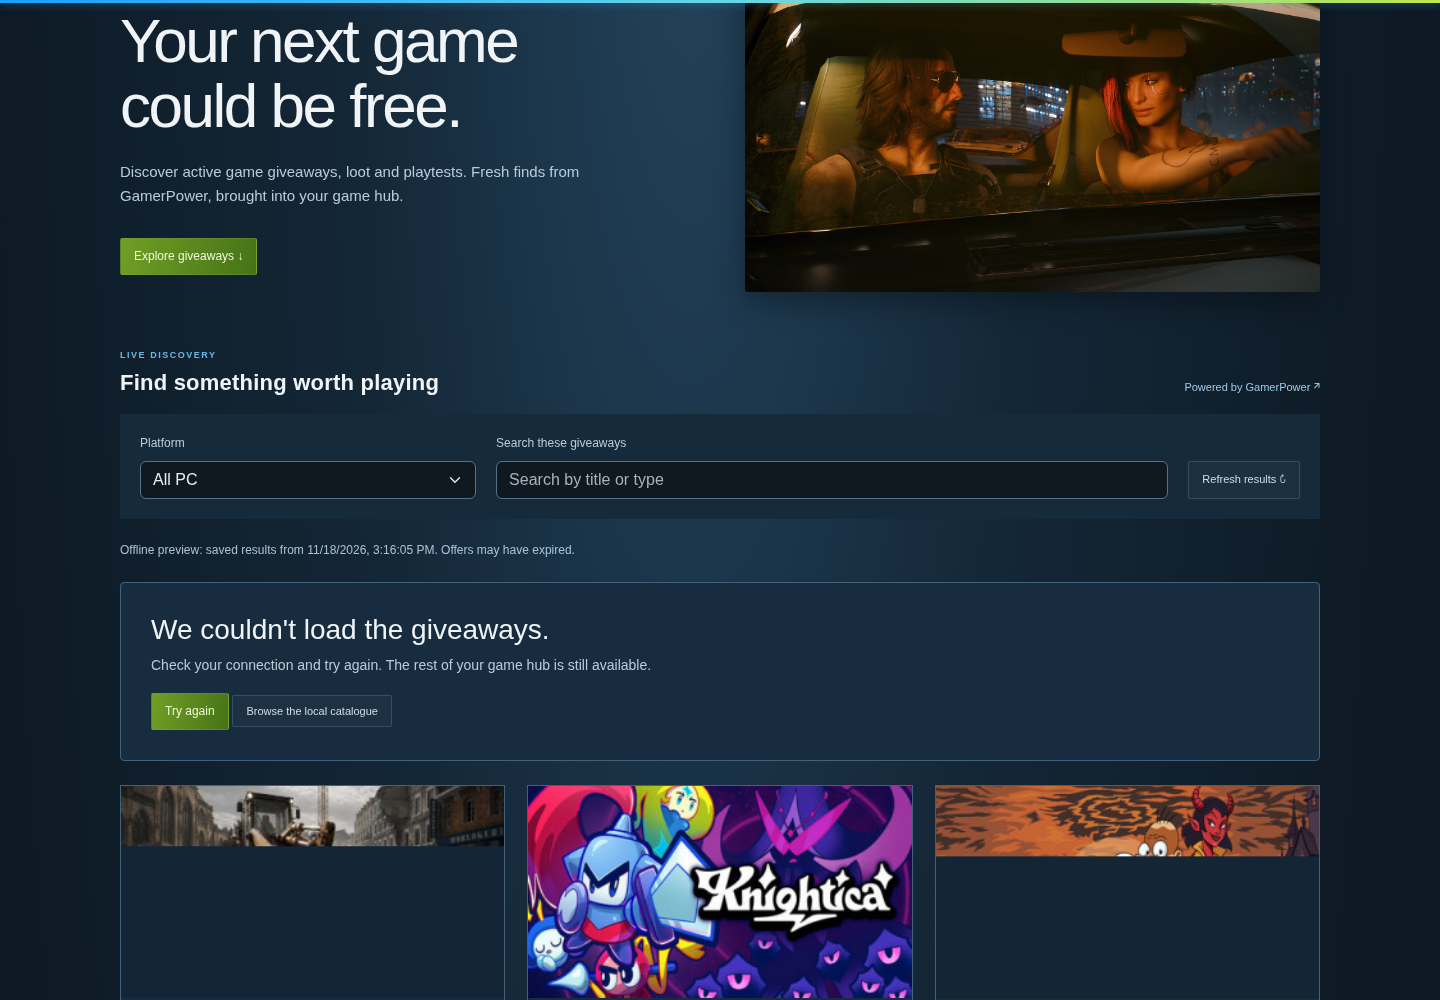 Your next game
could be free.
Discover active game giveaways, loot and playtests. Fresh finds from
GamerPower, brought into your game hub.
Explore giveaways ↓
LIVE DISCOVERY
Find something worth playing
Powered by GamerPower ↗
Platform
Search these giveaways
All PC
Search by title or type
Refresh results ↻
Offline preview: saved results from 11/18/2026, 3:16:05 PM. Offers may have expired.
We couldn't load the giveaways.
Check your connection and try again. The rest of your game hub is still available.
Try again
Browse the local catalogue
Knightica